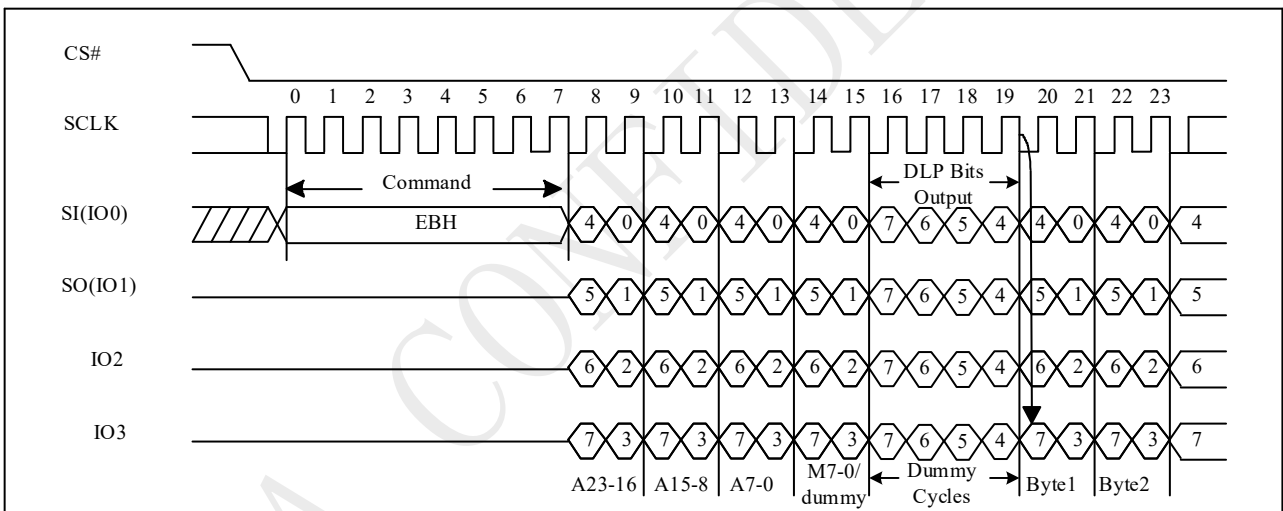 CS#
0 1 2 3 4 5 6 7 8 9 10 11 12 13 14 15 16 17 18 19 20 21 22 23
SCLK
Command
DLP Bits
Output
SI(IO0)
EBH
4 0 4 0 4 0 4 0 7 6 5 4 4 0 4 0 4
SO(IO1)
5 1 5 1 5 1 5 1 7 6 5 4 5 1 5 1 5
IO2
6 2 6 2 6 2 6 2 7 6 5 4 6 2 6 2 6
IO3
7 3 7 3 7 3 7 3 7 6 5 4 7 3 7 3 7
A23-16 A15-8 A7-0
M7-0/
dummy
Dummy
Cycles
Byte1 Byte2